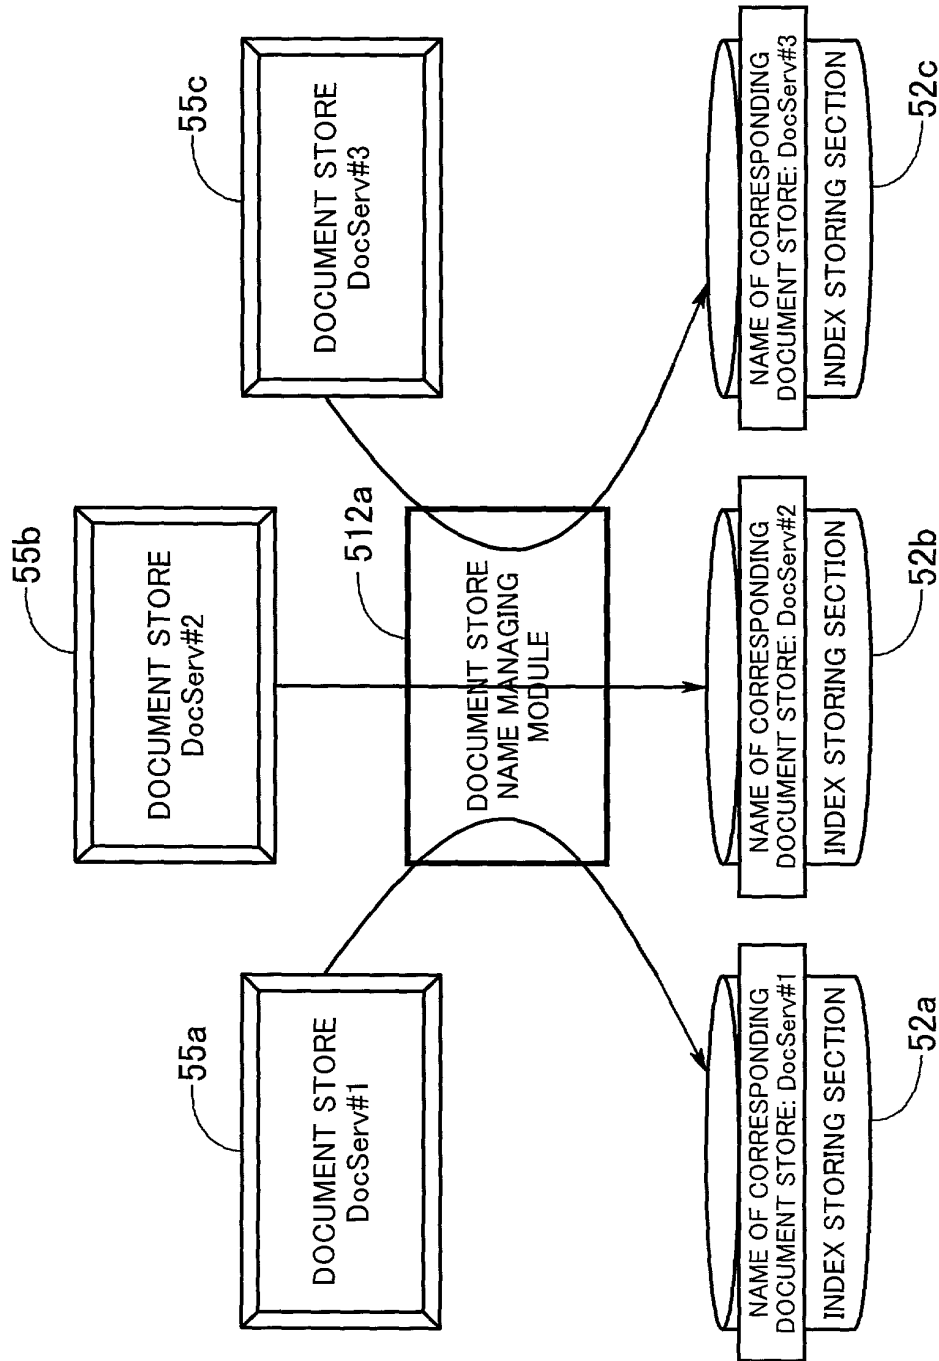 55a
DOCUMENT STORE
DocServ#1
55b
DOCUMENT STORE
DocServ#2
55c
DOCUMENT STORE
DocServ#3
512a
DOCUMENT STORE
NAME MANAGING
MODULE
NAME OF CORRESPONDING
DOCUMENT STORE: DocServ#1
INDEX STORING SECTION
52a
NAME OF CORRESPONDING
DOCUMENT STORE: DocServ#2
INDEX STORING SECTION
52b
NAME OF CORRESPONDING
DOCUMENT STORE: DocServ#3
INDEX STORING SECTION
52c